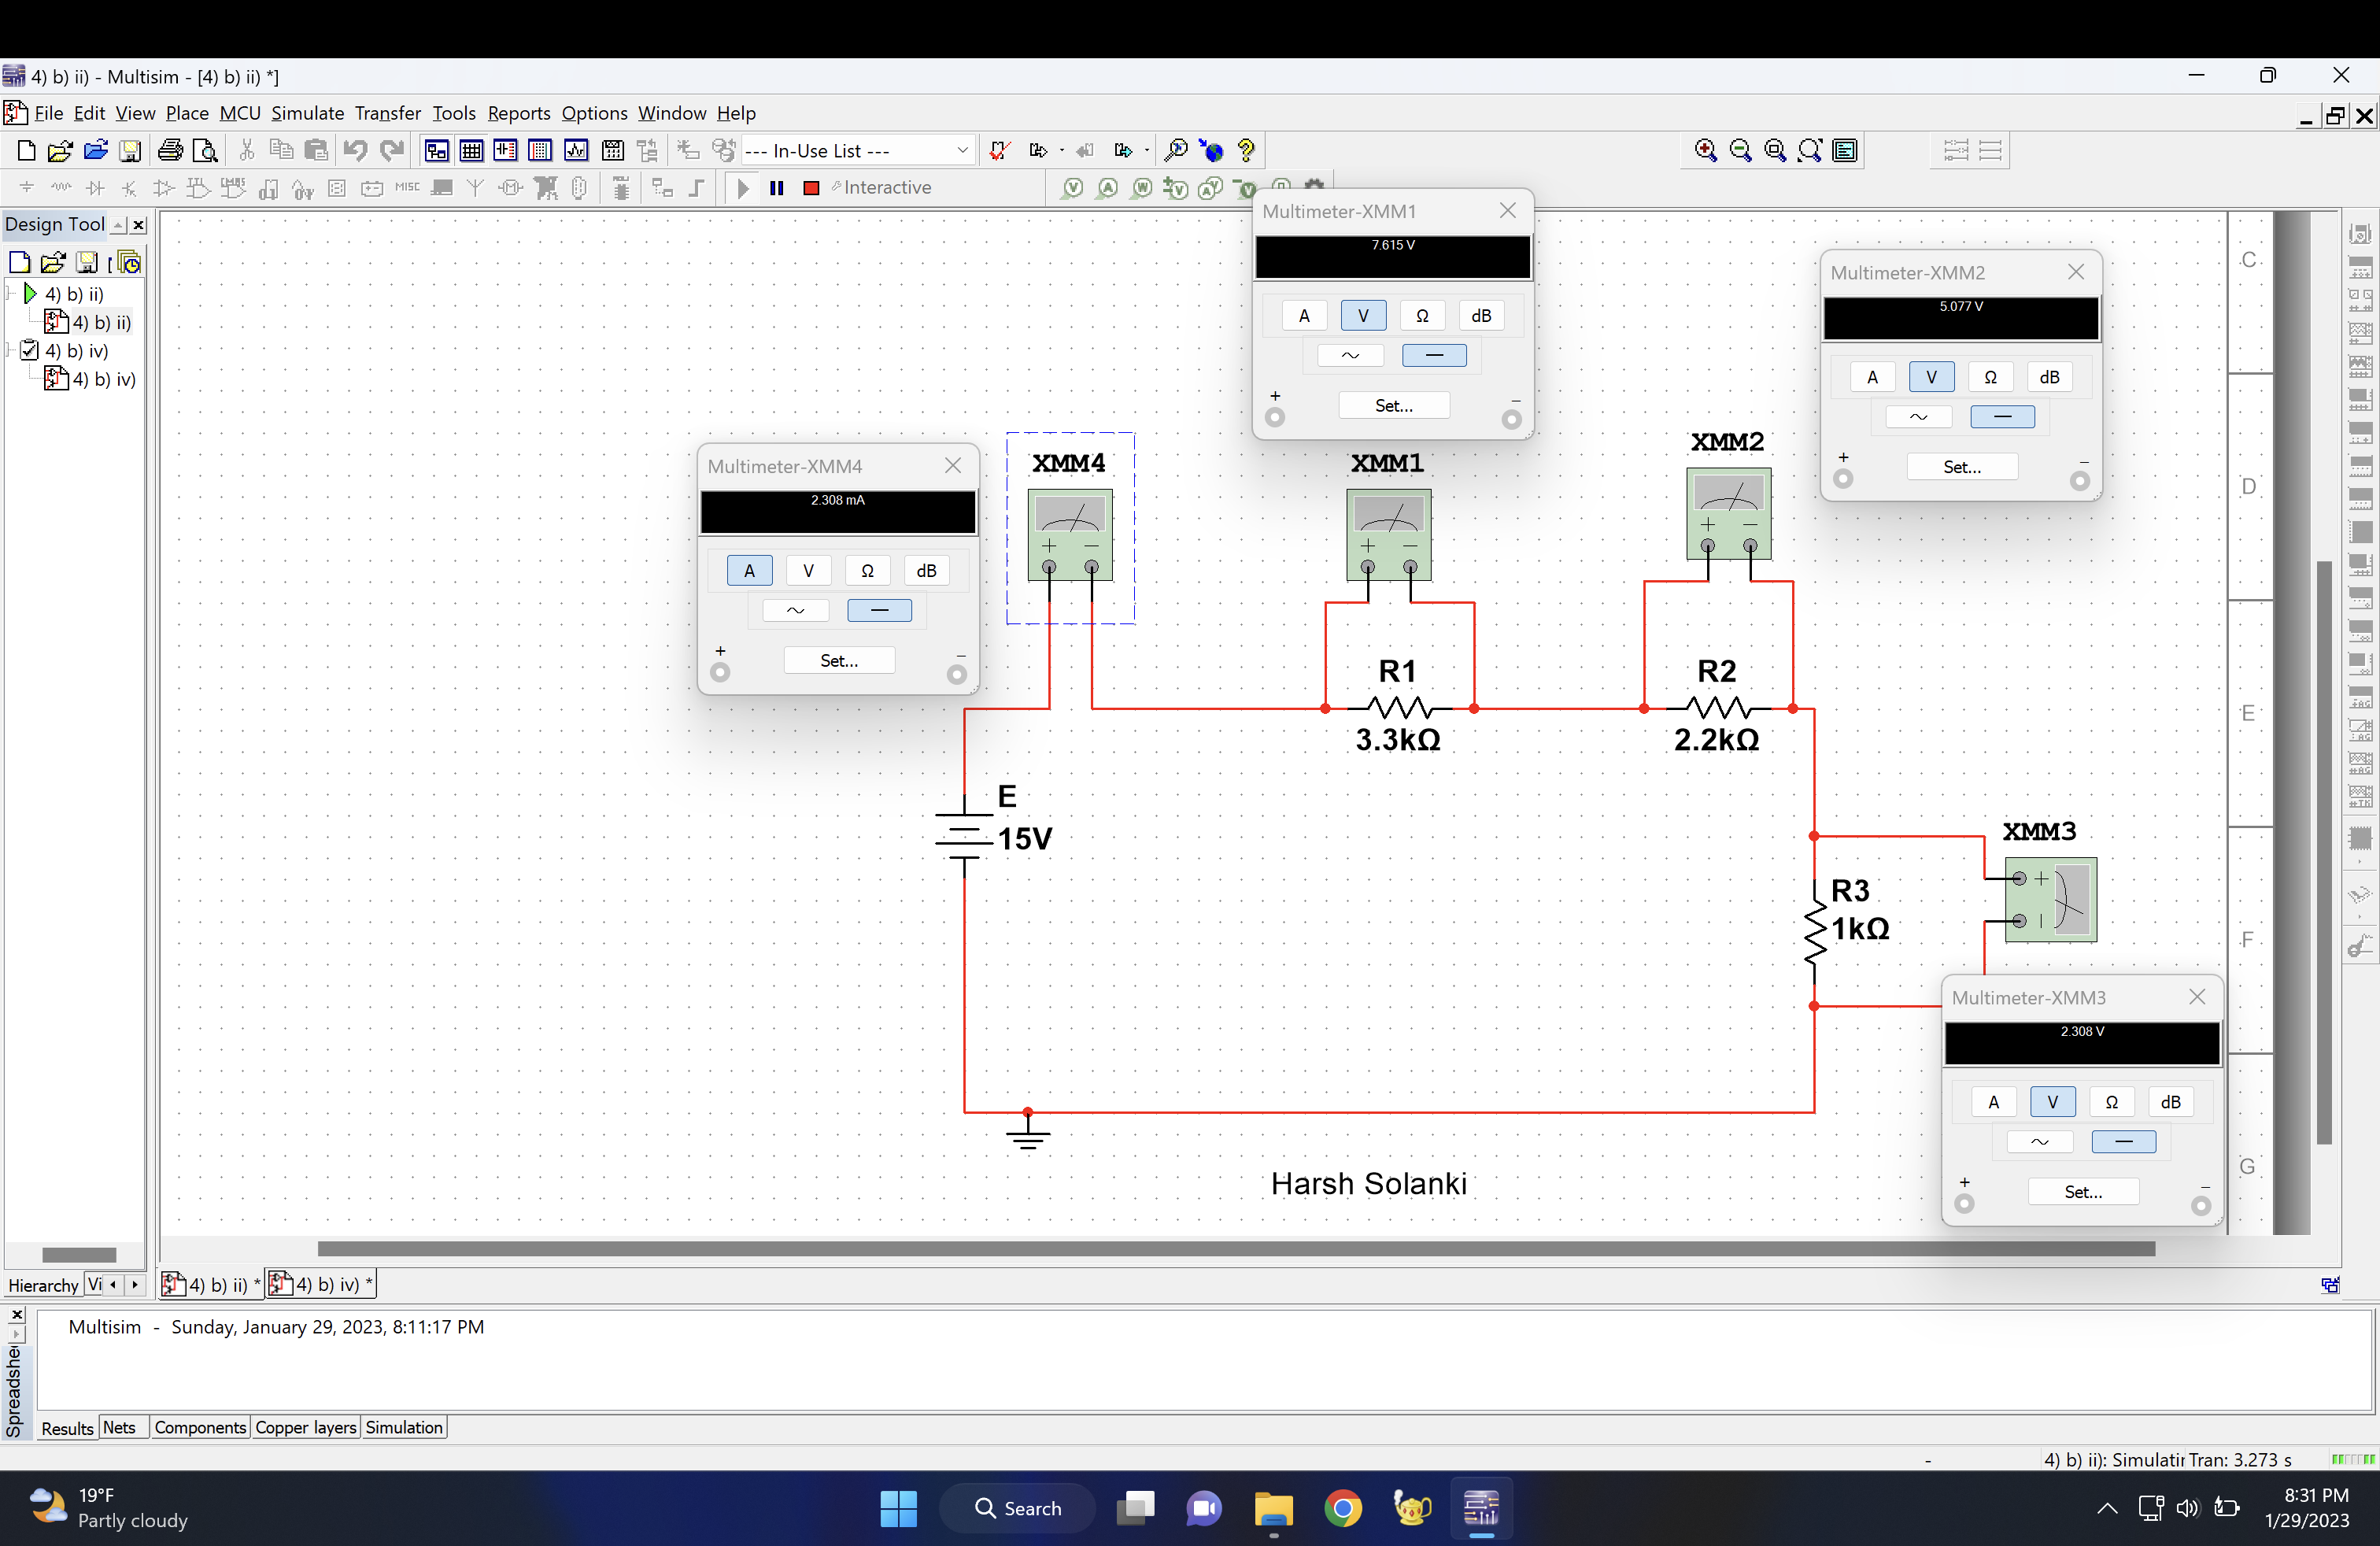 4) b) ii) - Multisim - [4) b) ii) *]
File Edit View Place MCU Simulate Transfer Tools Reports Options Window Help
--- In-Use List ---
MISC
Interactive
Design Tool
4) b) ii)
4) b) ii)
4) b) iv)
4) b) iv)
Multimeter-XMM1
7.615 V
A V Ω dB
~ —
+ Set... –
Multimeter-XMM2
5.077 V
A V Ω dB
~ —
+ Set... –
Multimeter-XMM4
2.308 mA
A V Ω dB
~ —
+ Set... –
XMM4
+ –
XMM1
+ –
XMM2
+ –
R1
3.3kΩ
R2
2.2kΩ
E
15V
XMM3
R3
1kΩ
Multimeter-XMM3
2.308 V
A V Ω dB
~ —
+ Set... –
Harsh Solanki
C
D
E
F
G
Hierarchy Vi
4) b) ii) * 4) b) iv) *
Multisim - Sunday, January 29, 2023, 8:11:17 PM
Spreadshee
Results Nets Components Copper layers Simulation
- 4) b) ii): Simulatir Tran: 3.273 s
19°F
Partly cloudy
Search
8:31 PM
1/29/2023